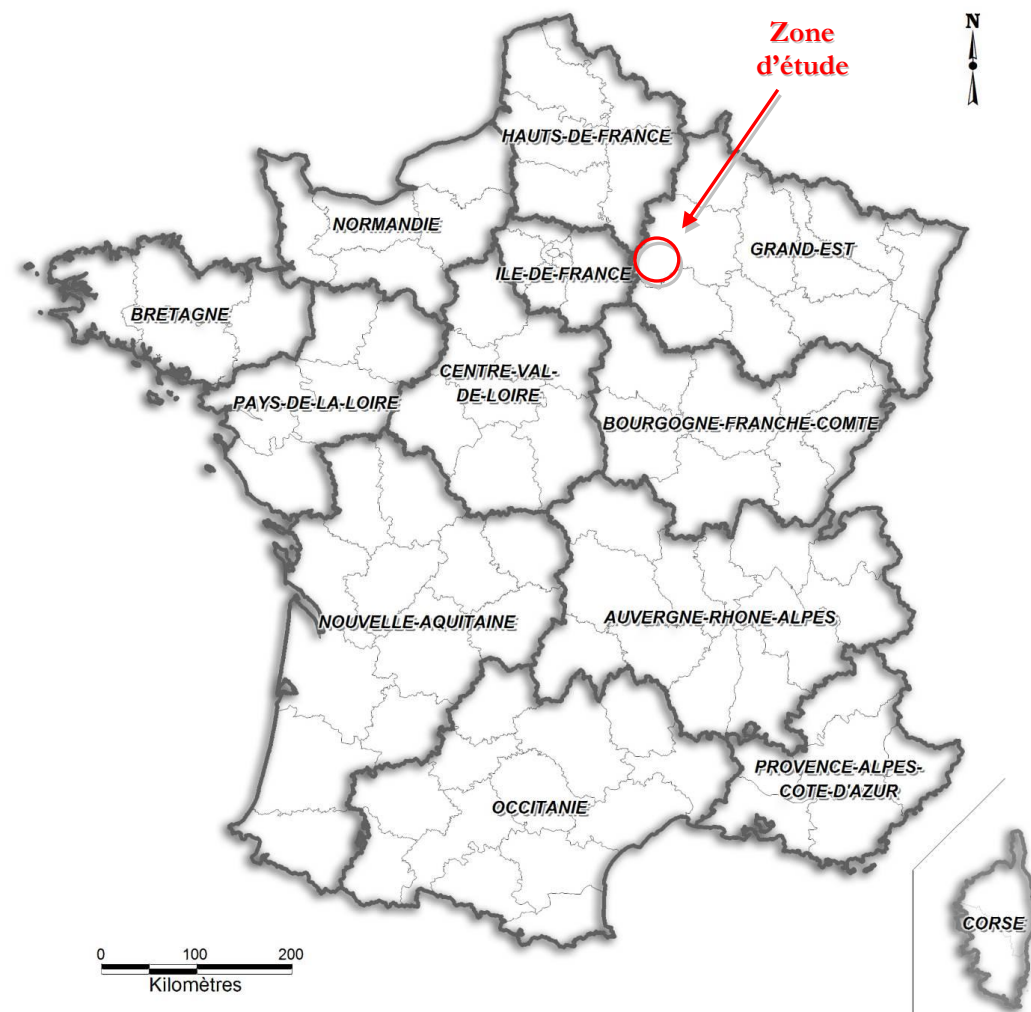 Zone
d'étude
N
HAUTS-DE-FRANCE
NORMANDIE
GRAND-EST
ILE-DE-FRANCE
BRETAGNE
CENTRE-VAL-
DE-LOIRE
PAYS-DE-LA-LOIRE
BOURGOGNE-FRANCHE-COMTE
NOUVELLE-AQUITAINE
AUVERGNE-RHONE-ALPES
PROVENCE-ALPES-
COTE-D'AZUR
OCCITANIE
CORSE
0 100 200
Kilomètres